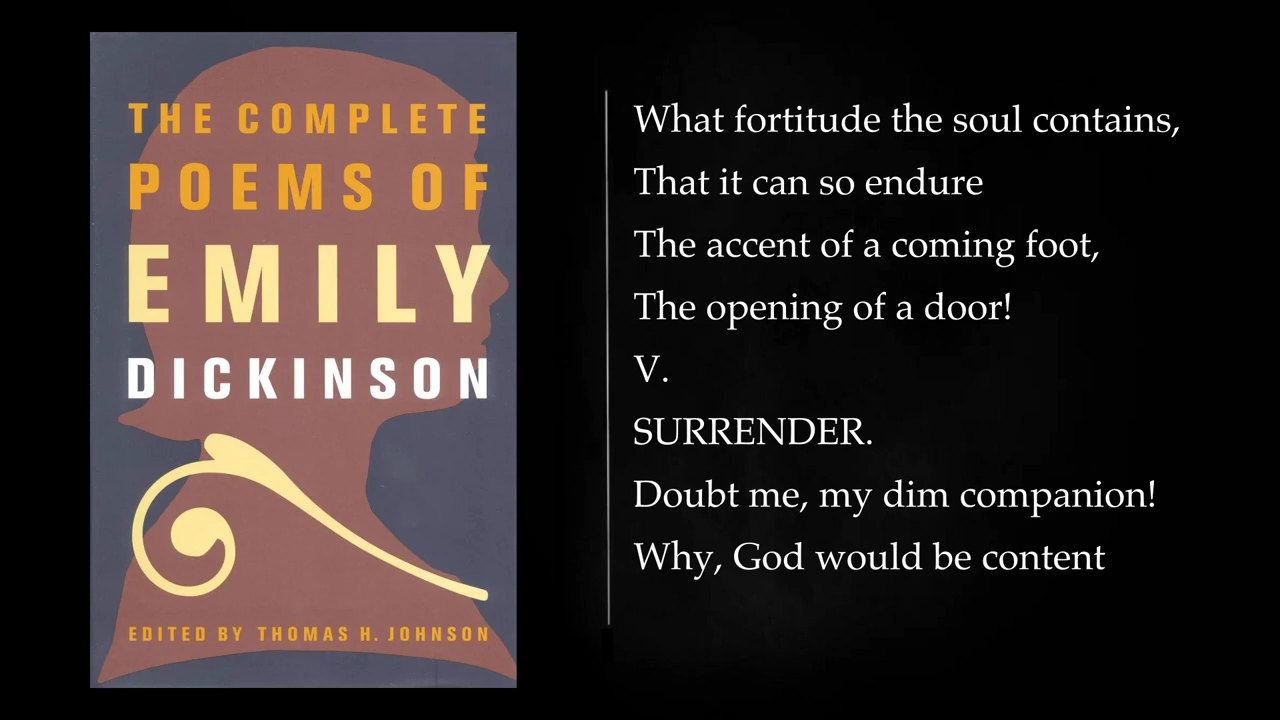 THE COMPLETE
POEMS OF
EMILY
DICKINSON
EDITED BY THOMAS H. JOHNSON
What fortitude the soul contains,
That it can so endure
The accent of a coming foot,
The opening of a door!
V.
SURRENDER.
Doubt me, my dim companion!
Why, God would be content